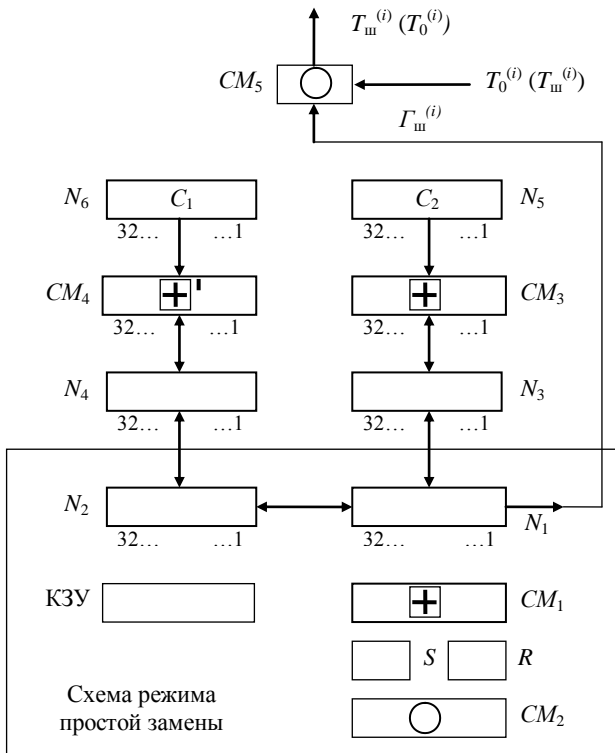 Tш(i) (T0(i))
CM5
T0(i) (Tш(i))
Гш(i)
N6 C1 C2 N5
32… …1 32… …1
CM4 + ' + CM3
32… …1 32… …1
N4 N3
32… …1 32… …1
N2 N1
32… …1 32… …1
КЗУ + CM1
S R
Схема режима
простой замены
CM2